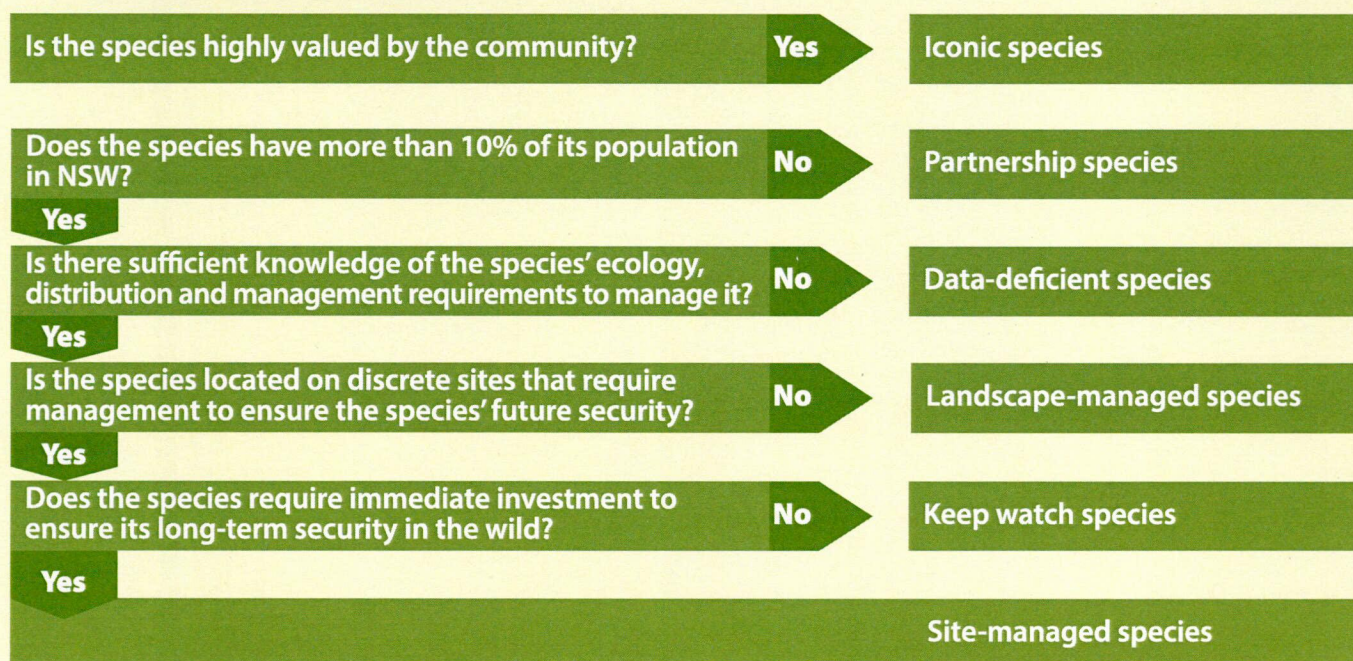 Is the species highly valued by the community?
Yes
Iconic species
Does the species have more than 10% of its population
in NSW?
No
Partnership species
Yes
Is there sufficient knowledge of the species’ ecology,
distribution and management requirements to manage it?
No
Data-deficient species
Yes
Is the species located on discrete sites that require
management to ensure the species’ future security?
No
Landscape-managed species
Yes
Does the species require immediate investment to
ensure its long-term security in the wild?
No
Keep watch species
Yes
Site-managed species